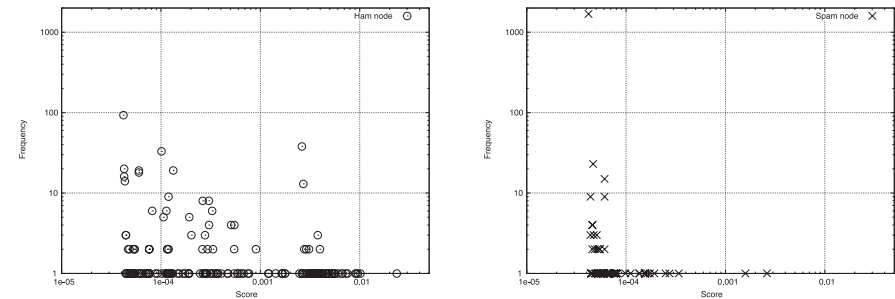 Ham node
1000
100
10
1
1e-05
1e-04
0.001
0.01
Frequency
Score
Spam node
1000
100
10
1
1e-05
1e-04
0.001
0.01
Frequency
Score